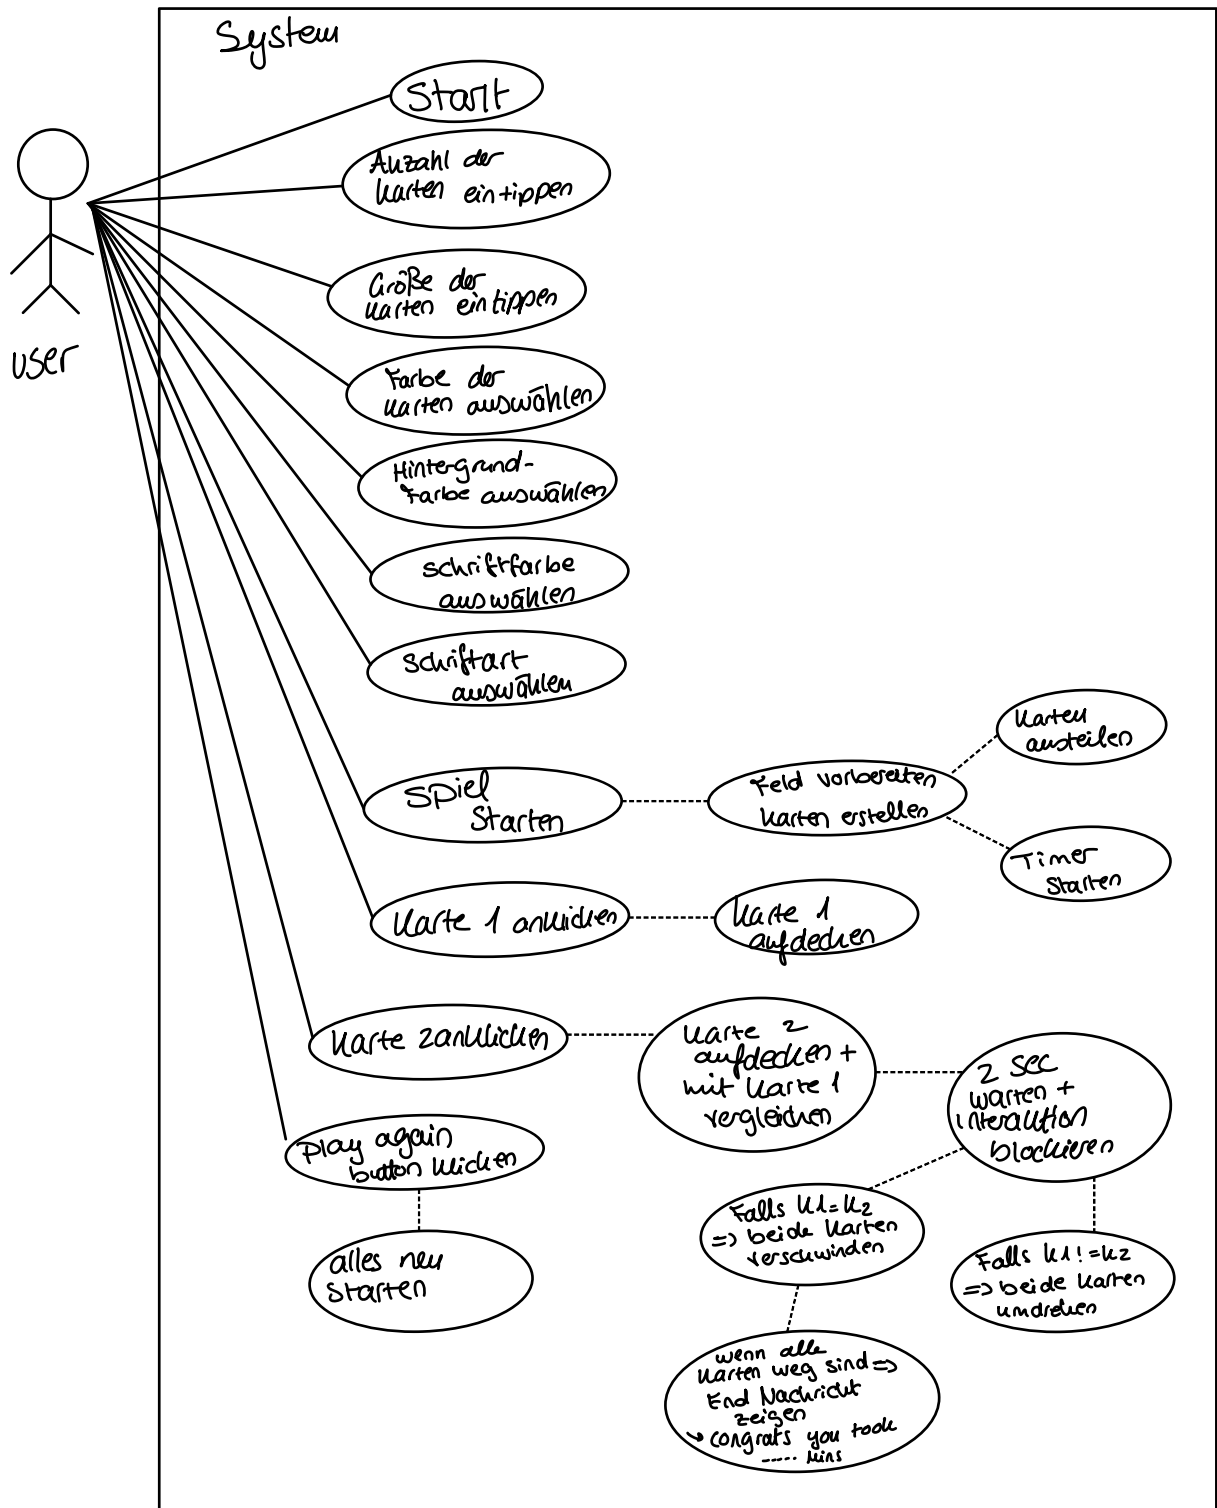 System
Start
user
Anzahl der
Karten eintippen
Größe der
Karten eintippen
Farbe der
Karten auswählen
Hintergrund-
farbe auswählen
schriftfarbe
auswählen
Schriftart
auswählen
Spiel
Starten
Feld vorbereiten
Karten erstellen
Karten
austeilen
Timer
Starten
Karte 1 anklicken
Karte 1
aufdecken
Karte 2 anklicken
Karte 2
aufdecken +
mit Karte 1
vergleichen
2 sec
warten +
interaktion
blockieren
Play again
button klicken
alles neu
Starten
Falls K1=K2
=> beide Karten
verschwinden
Falls K1!=K2
=> beide Karten
umdrehen
wenn alle
Karten weg sind =>
End Nachricht
zeigen
→ congrats you took
..... mins